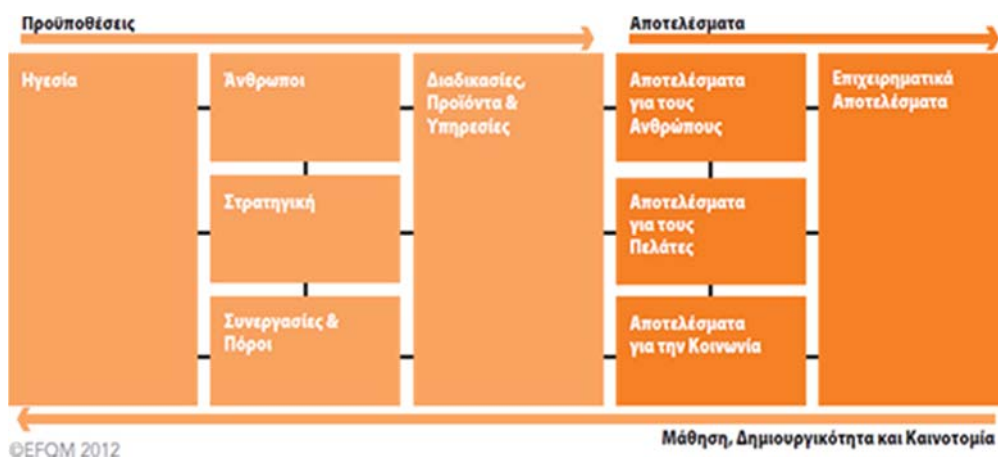 Προϋποθέσεις
Αποτελέσματα
Ηγεσία
Άνθρωποι
Διαδικασίες,
Προϊόντα &
Υπηρεσίες
Αποτελέσματα
για τους
Ανθρώπους
Επιχειρηματικά
Αποτελέσματα
Στρατηγική
Αποτελέσματα
για τους
Πελάτες
Συνεργασίες &
Πόροι
Αποτελέσματα
για την Κοινωνία
Μάθηση, Δημιουργικότητα και Καινοτομία
©EFQM 2012